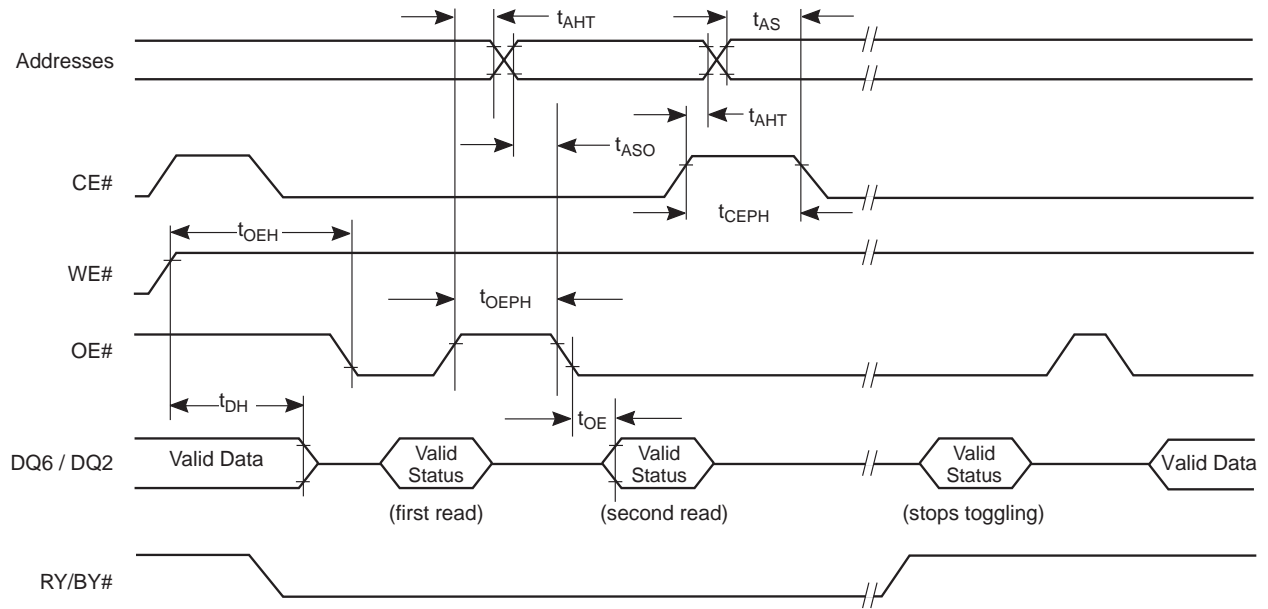 tAHT
tAS
Addresses
tAHT
tASO
CE#
tCEPH
tOEH
WE#
tOEPH
OE#
tDH
tOE
DQ6 / DQ2
Valid Data
Valid
Status
Valid
Status
Valid
Status
Valid Data
(first read)
(second read)
(stops toggling)
RY/BY#